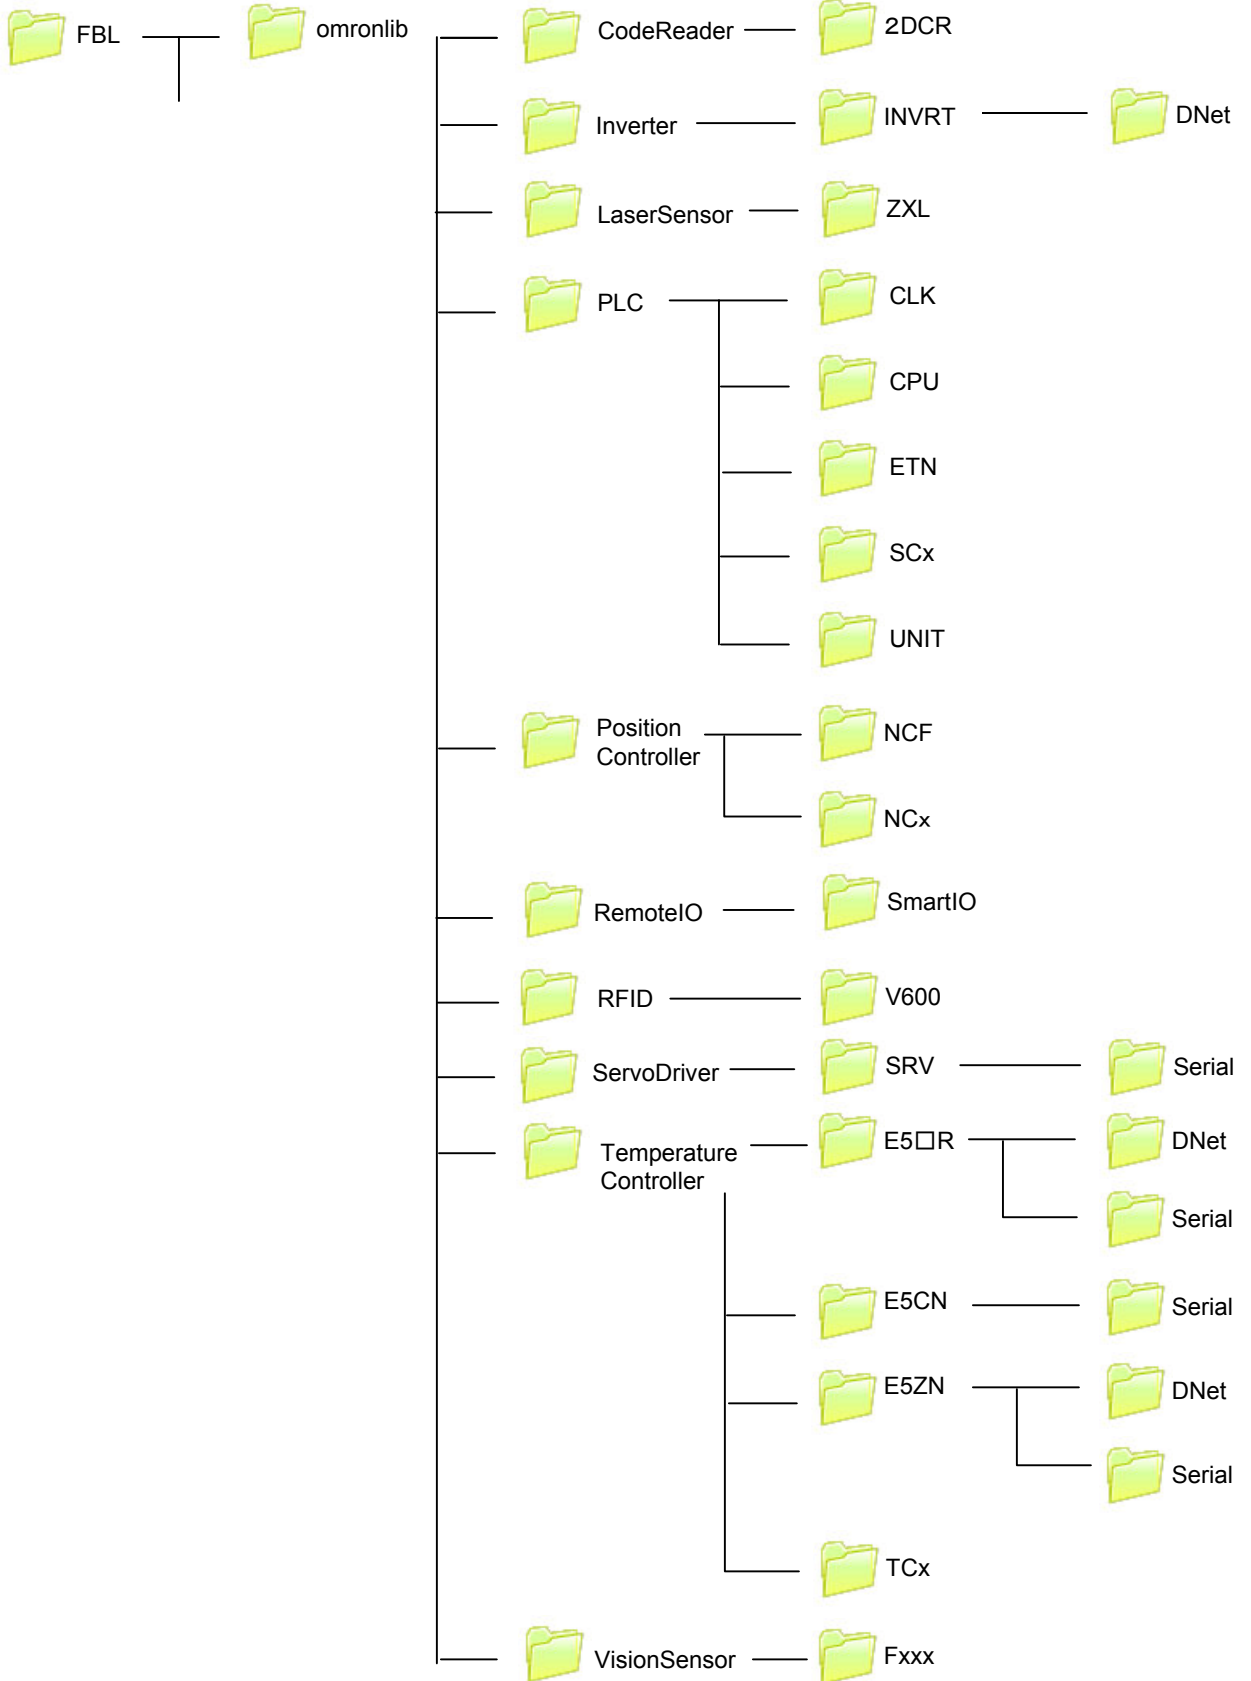 FBL
omronlib
CodeReader
2DCR
Inverter
INVRT
DNet
LaserSensor
ZXL
PLC
CLK
CPU
ETN
SCx
UNIT
Position
Controller
NCF
NCx
RemoteIO
SmartIO
RFID
V600
ServoDriver
SRV
Serial
Temperature
Controller
E5□R
DNet
Serial
E5CN
Serial
E5ZN
DNet
Serial
TCx
VisionSensor
Fxxx